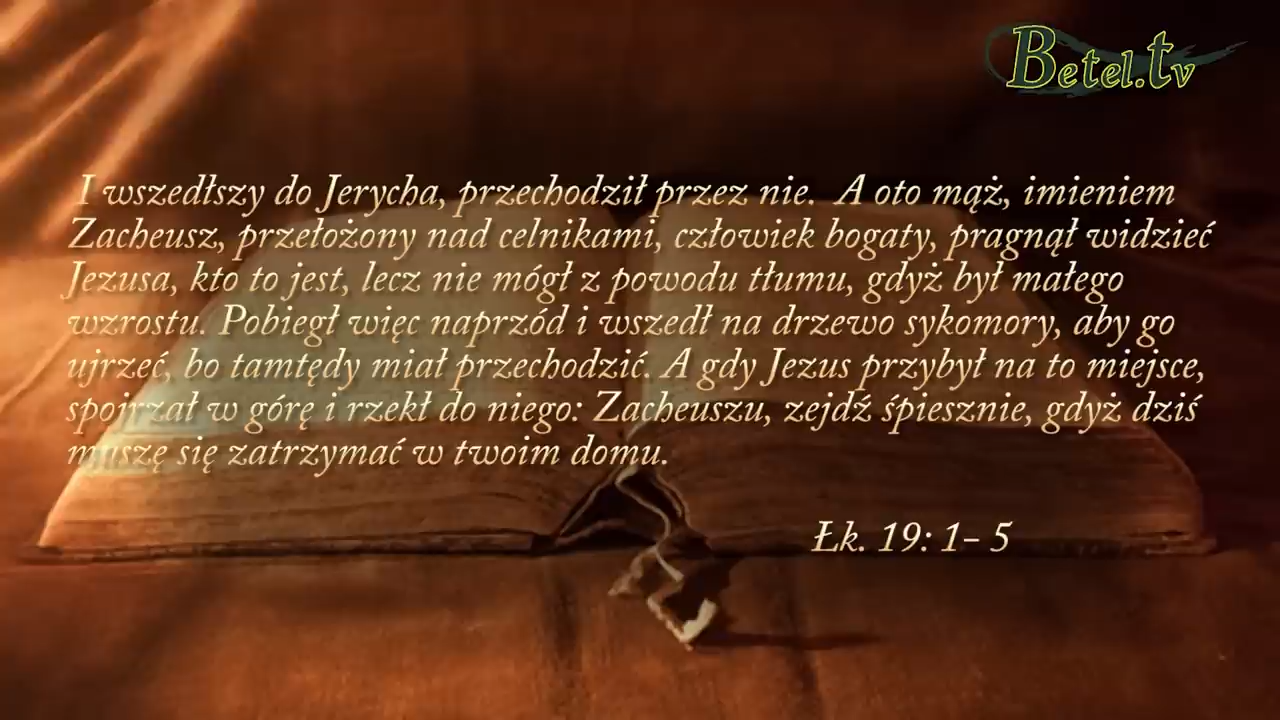 Betel.tv
I wszedłszy do Jerycha, przechodził przez nie. A oto mąż, imieniem
Zacheusz, przełożony nad celnikami, człowiek bogaty, pragnął widzieć
Jezusa, kto to jest, lecz nie mógł z powodu tłumu, gdyż był małego
wzrostu. Pobiegł więc naprzód i wszedł na drzewo sykomory, aby go
ujrzeć, bo tamtędy miał przechodzić. A gdy Jezus przybył na to miejsce,
spojrzał w górę i rzekł do niego: Zacheuszu, zejdź śpiesznie, gdyż dziś
muszę się zatrzymać w twoim domu.
Łk. 19: 1- 5